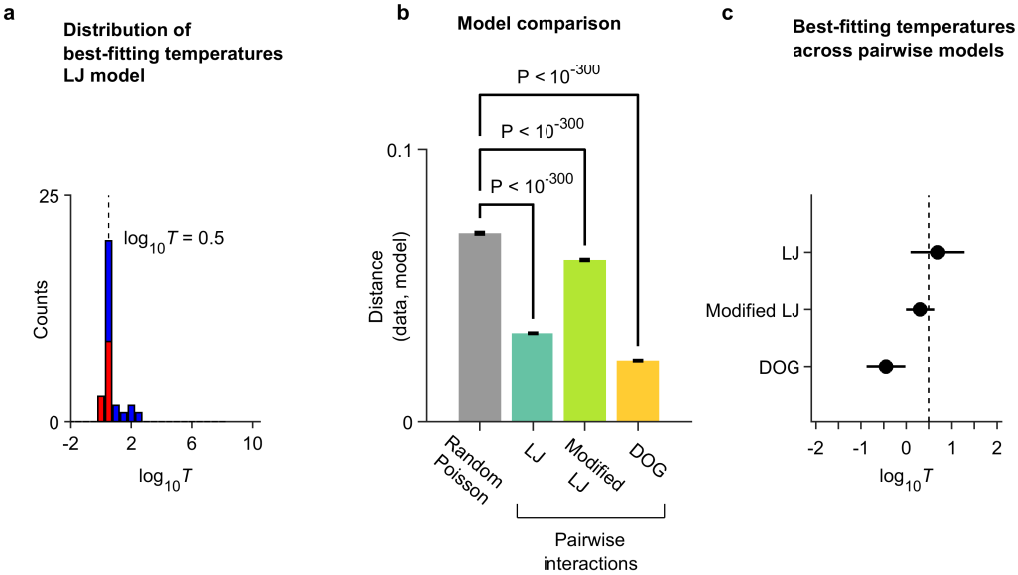 a
Distribution of
best-fitting temperatures
LJ model
25
log10T = 0.5
Counts
0
-2 2 6 10
log10T
b
Model comparison
P < 10-300
P < 10-300
P < 10-300
0.1
Distance
(data, model)
0
Random
Poisson
LJ
Modified
LJ
DOG
Pairwise
interactions
c
Best-fitting temperatures
across pairwise models
LJ
Modified LJ
DOG
-2 -1 0 1 2
log10T